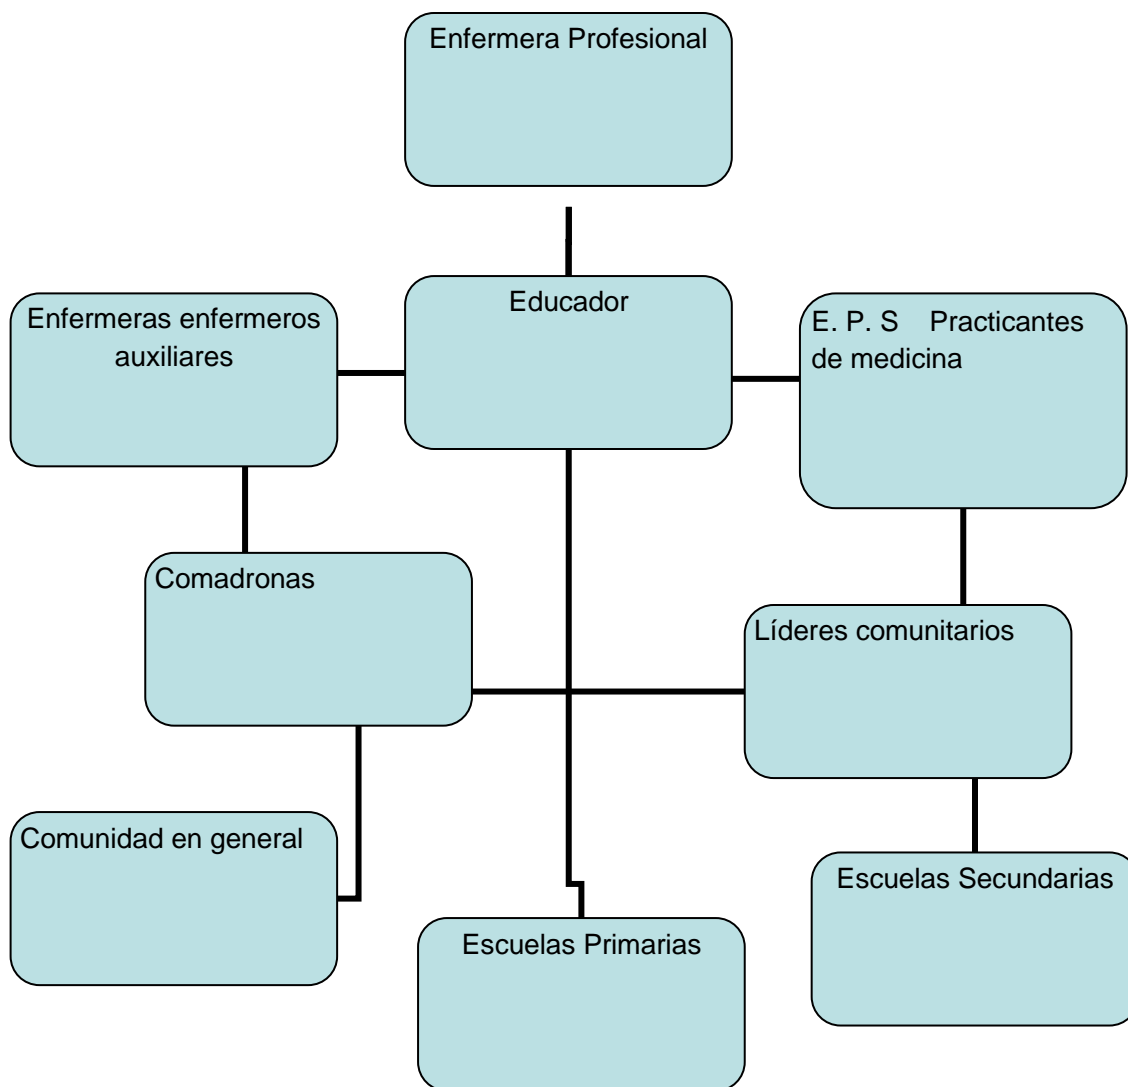 Enfermera Profesional
Educador
Enfermeras enfermeros
auxiliares
E. P. S    Practicantes
de medicina
Comadronas
Líderes comunitarios
Comunidad en general
Escuelas Secundarias
Escuelas Primarias